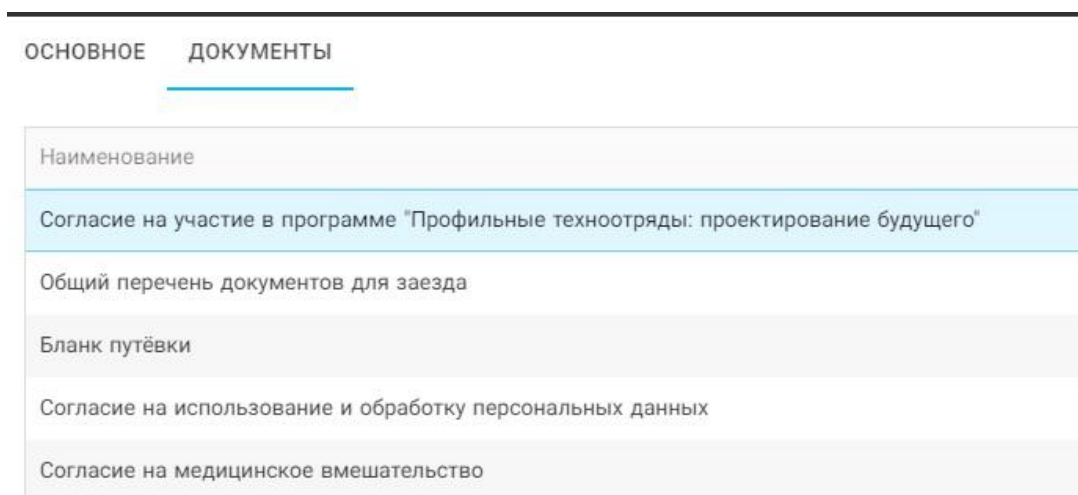 ОСНОВНОЕ ДОКУМЕНТЫ
Наименование
Согласие на участие в программе "Профильные техноотряды: проектирование будущего"
Общий перечень документов для заезда
Бланк путёвки
Согласие на использование и обработку персональных данных
Согласие на медицинское вмешательство